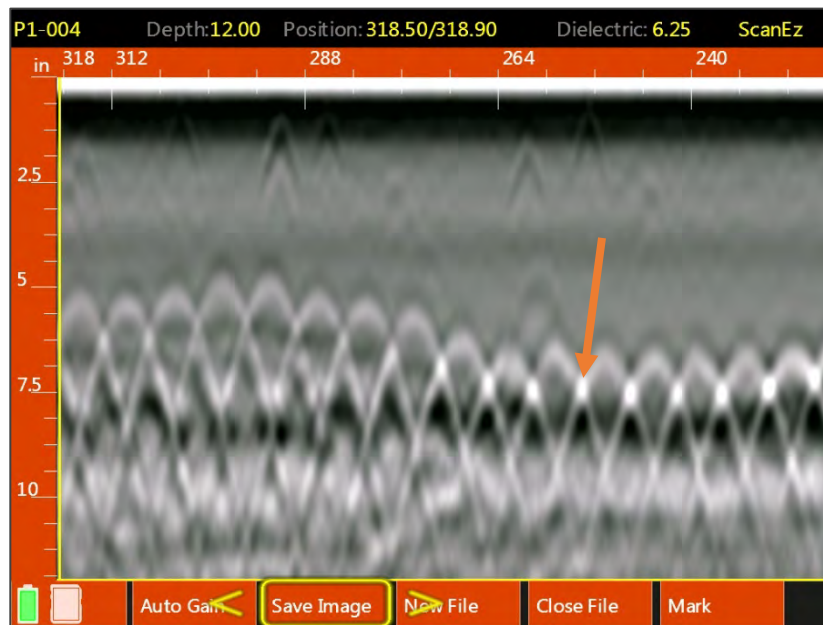 P1-004 Depth:12.00 Position: 318.50/318.90 Dielectric: 6.25 ScanEz
in 318 312 288 264 240
2.5
5
7.5
10
Auto Gain < Save Image New File > Close File Mark